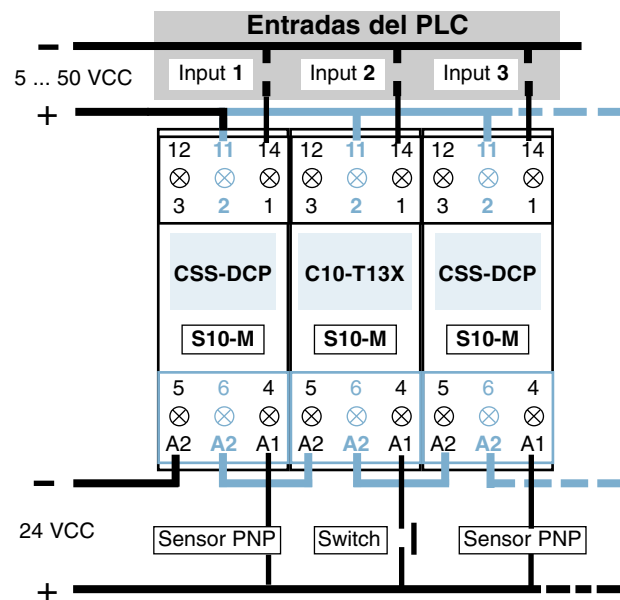 Entradas del PLC
−
5 ... 50 VCC
Input 1 Input 2 Input 3
+
12 11 14 12 11 14 12 11 14
3 2 1 3 2 1 3 2 1
CSS-DCP C10-T13X CSS-DCP
S10-M S10-M S10-M
5 6 4 5 6 4 5 6 4
A2 A2 A1 A2 A2 A1 A2 A2 A1
−
24 VCC
Sensor PNP Switch Sensor PNP
+